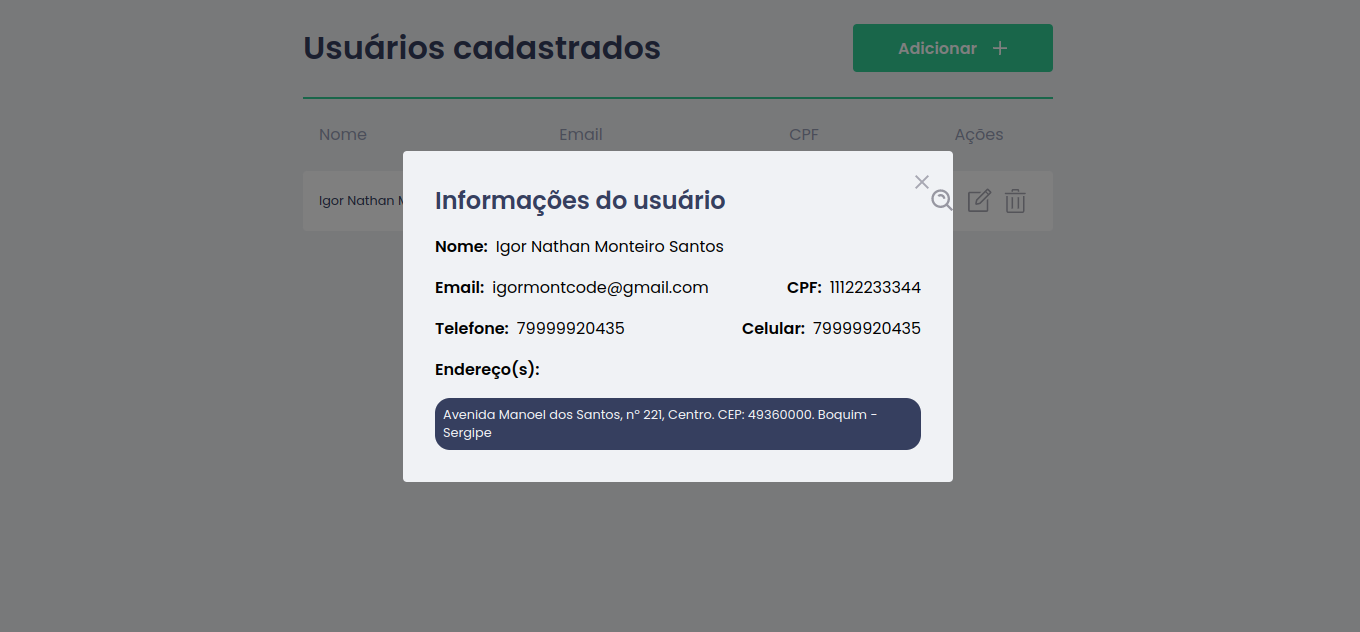 Usuários cadastrados
Adicionar
Nome Email CPF Ações
Igor Nathan
Informações do usuário
Nome: Igor Nathan Monteiro Santos
Email: igormontcode@gmail.com CPF: 11122233344
Telefone: 79999920435 Celular: 79999920435
Endereço(s):
Avenida Manoel dos Santos, nº 221, Centro. CEP: 49360000. Boquim -
Sergipe